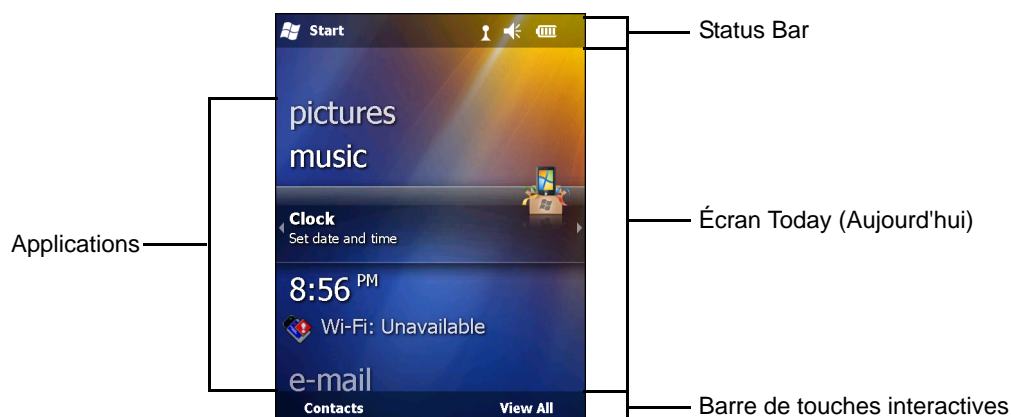 Start
Status Bar
pictures
music
Clock
Set date and time
Écran Today (Aujourd'hui)
Applications
8:56 PM
Wi-Fi: Unavailable
e-mail
Contacts
View All
Barre de touches interactives